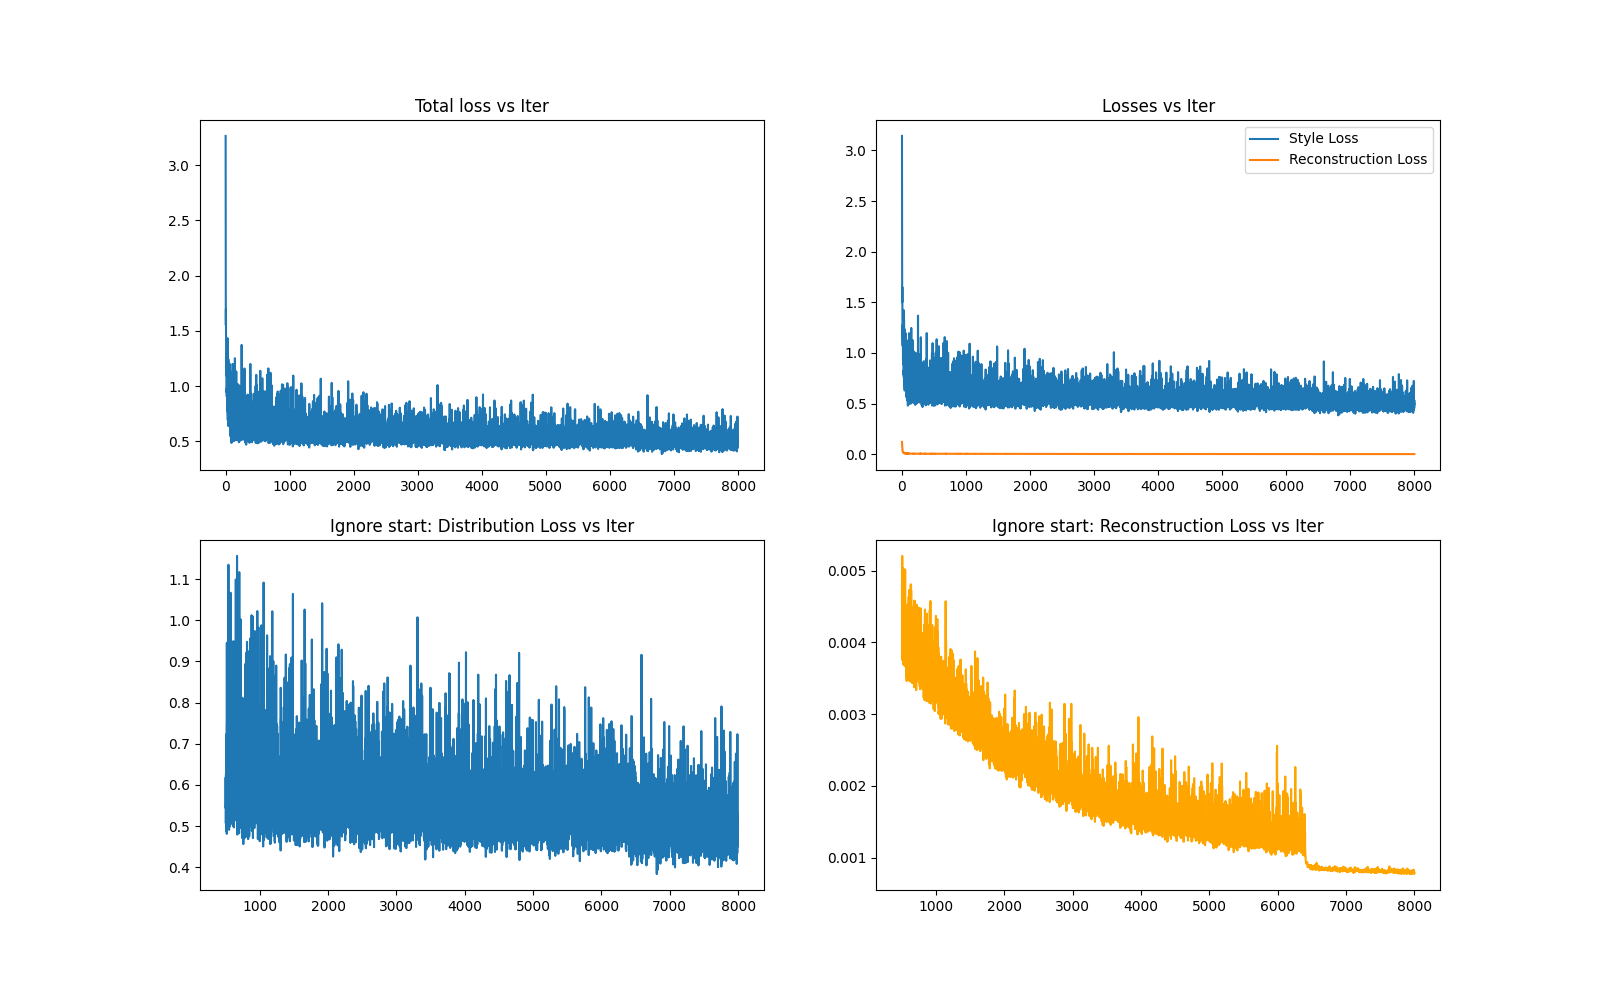 Total loss vs Iter
3.0
2.5
2.0
1.5
1.0
0.5
0 1000 2000 3000 4000 5000 6000 7000 8000
Losses vs Iter
Style Loss
Reconstruction Loss
3.0
2.5
2.0
1.5
1.0
0.5
0.0
0 1000 2000 3000 4000 5000 6000 7000 8000
Ignore start: Distribution Loss vs Iter
1.1
1.0
0.9
0.8
0.7
0.6
0.5
0.4
1000 2000 3000 4000 5000 6000 7000 8000
Ignore start: Reconstruction Loss vs Iter
0.005
0.004
0.003
0.002
0.001
1000 2000 3000 4000 5000 6000 7000 8000